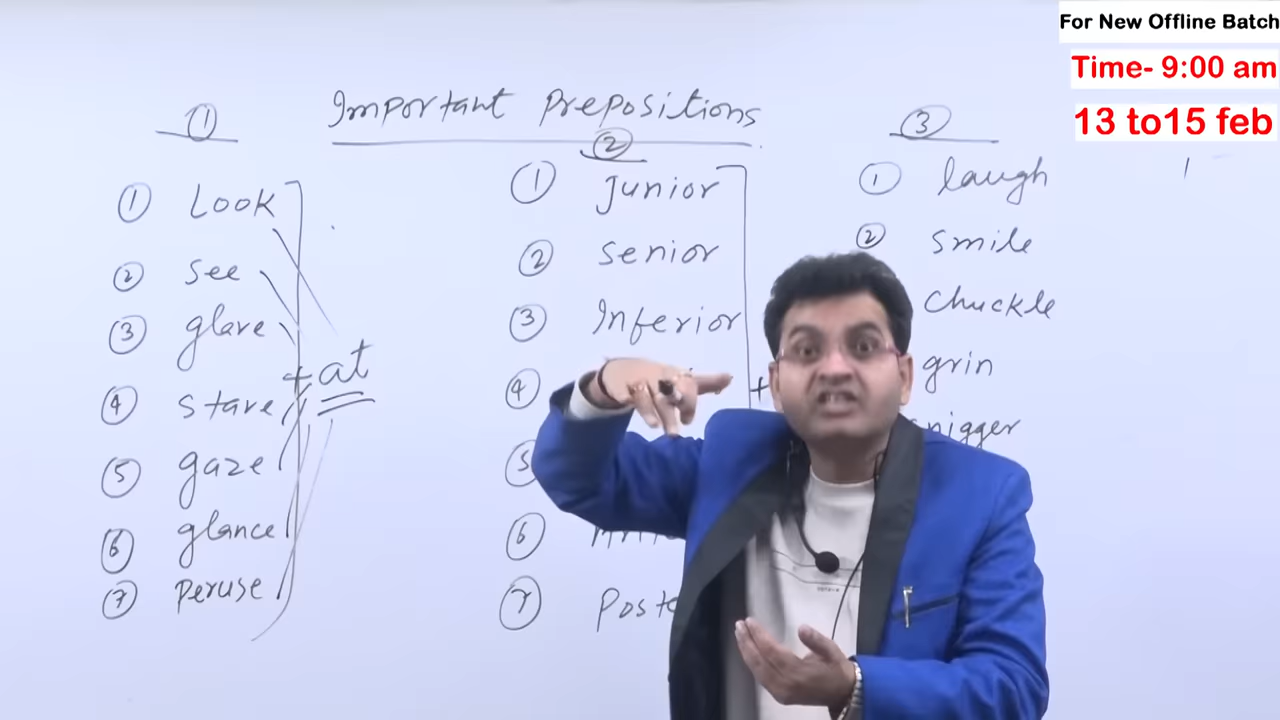 For New Offline Batch
Time- 9:00 am
13 to15 feb
Important Prepositions
①
① Look
② see
③ glare
④ stare
⑤ gaze
⑥ glance
⑦ Peruse
+ at
②
① Junior
② senior
③ Inferior
④
⑤
⑥
⑦
+
③
① laugh
② smile
chuckle
grin
snigger